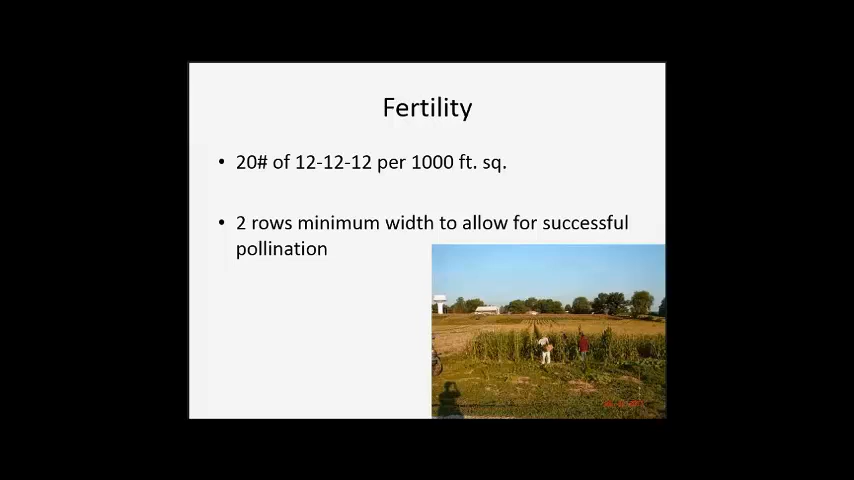 Fertility
• 20# of 12-12-12 per 1000 ft. sq.
• 2 rows minimum width to allow for successful
pollination